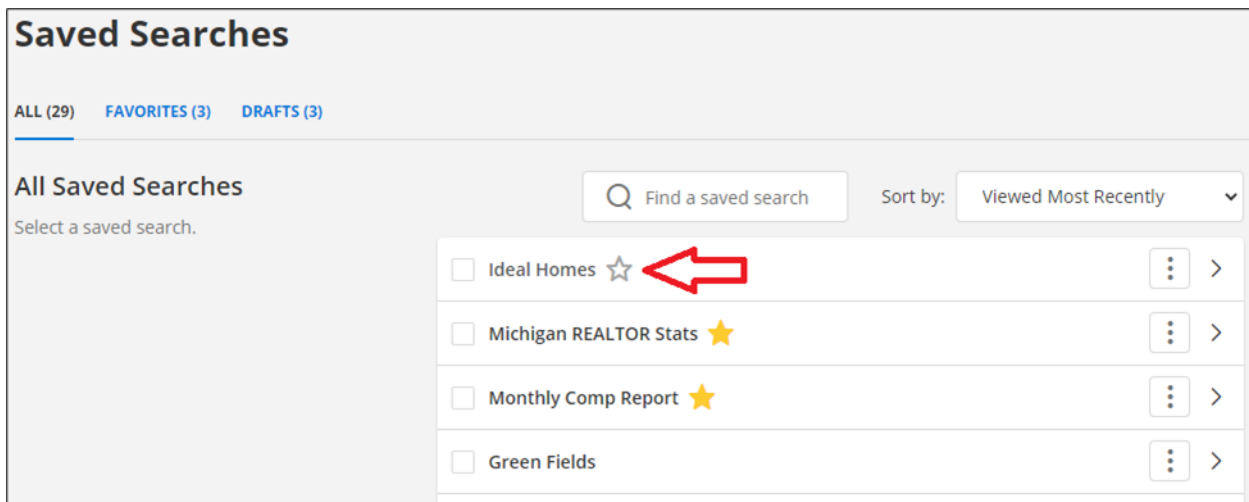 Saved Searches
ALL (29) FAVORITES (3) DRAFTS (3)
All Saved Searches
Select a saved search.
Find a saved search
Sort by:
Viewed Most Recently
Ideal Homes
Michigan REALTOR Stats
Monthly Comp Report
Green Fields